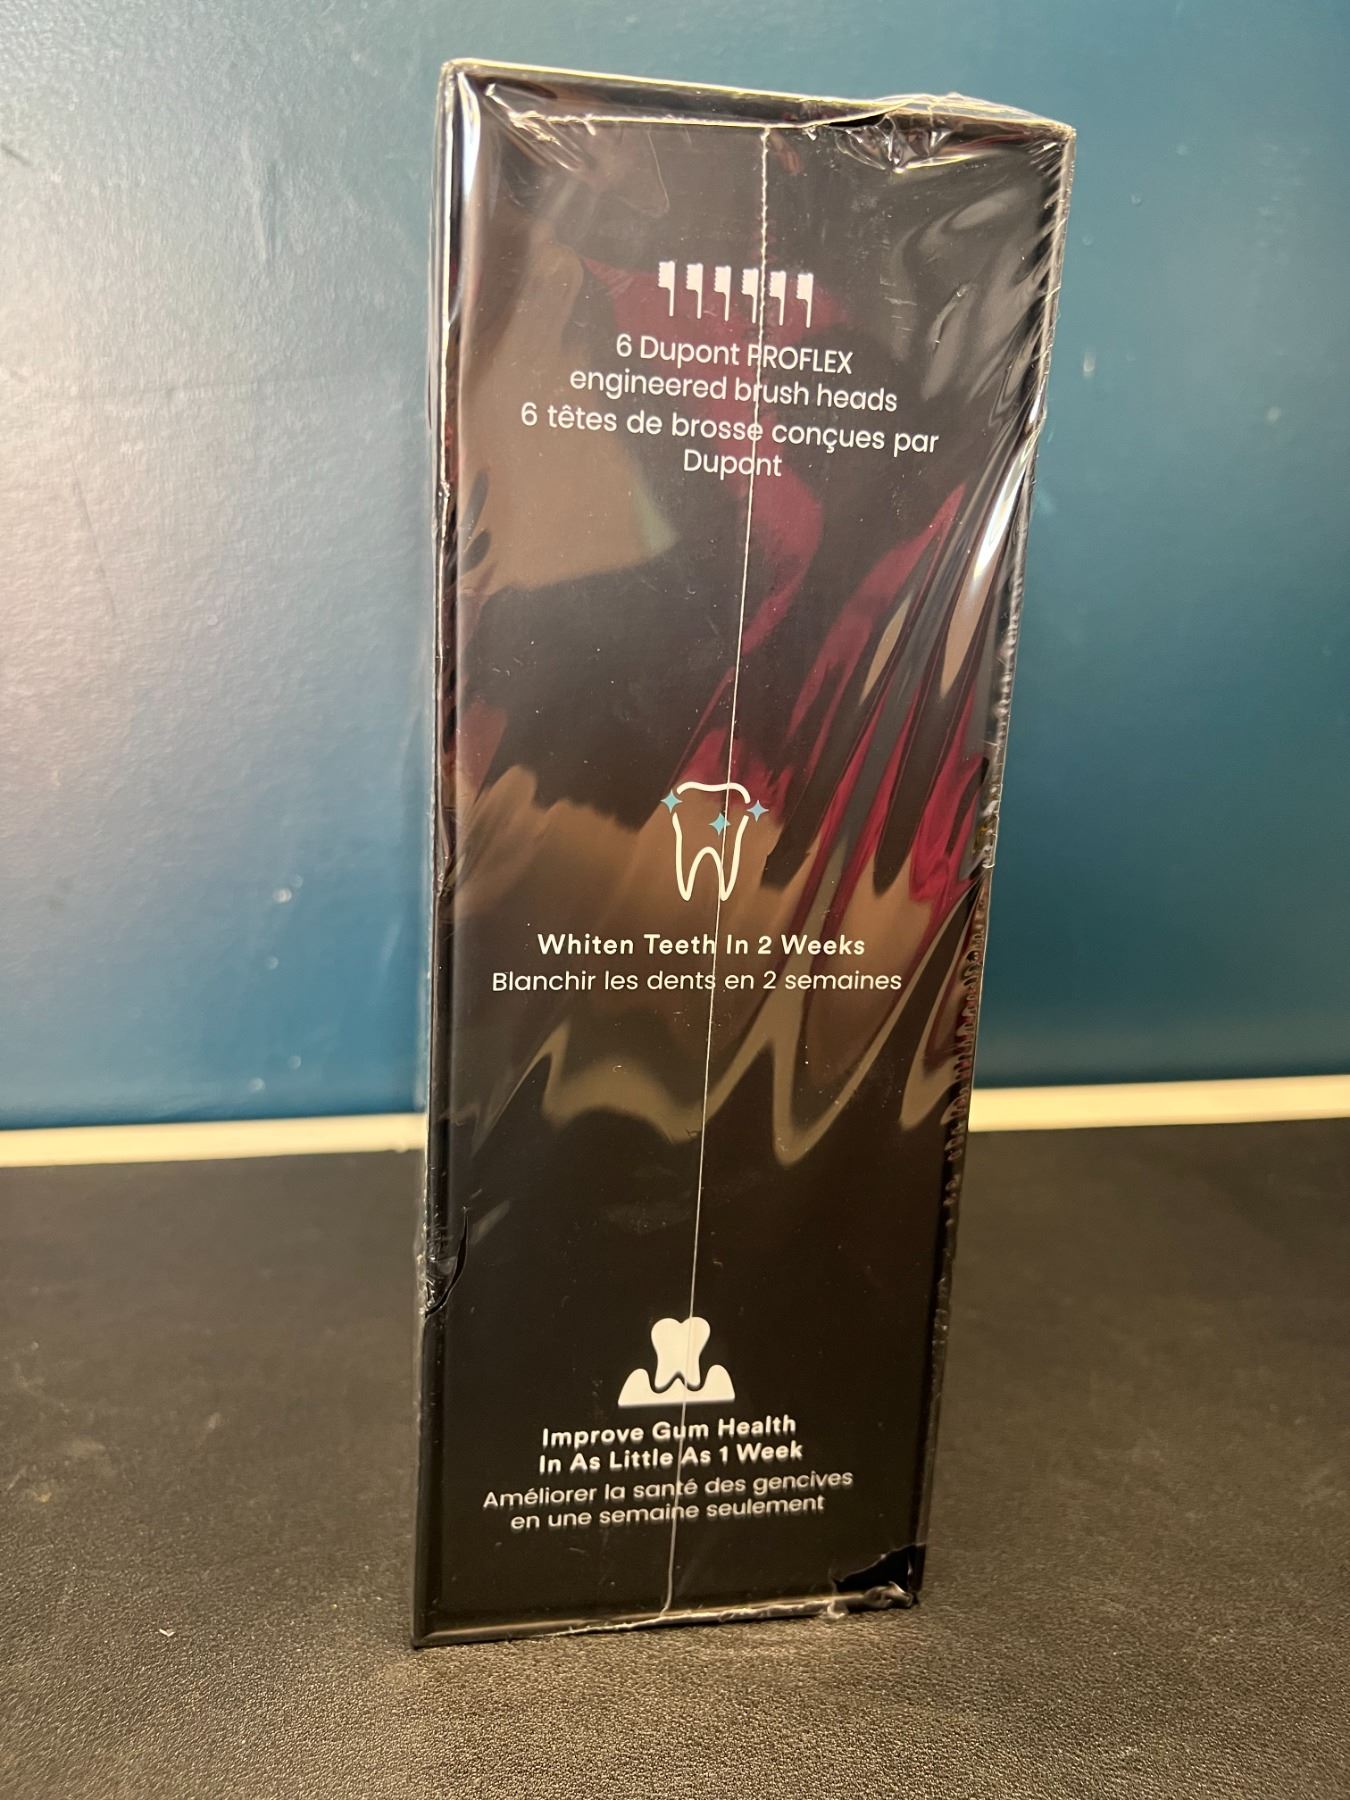 6 Dupont PROFLEX
engineered brush heads
6 têtes de brosse conçues par
Dupont
Whiten Teeth In 2 Weeks
Blanchir les dents en 2 semaines
Improve Gum Health
In As Little As 1 Week
Améliorer la santé des gencives
en une semaine seulement